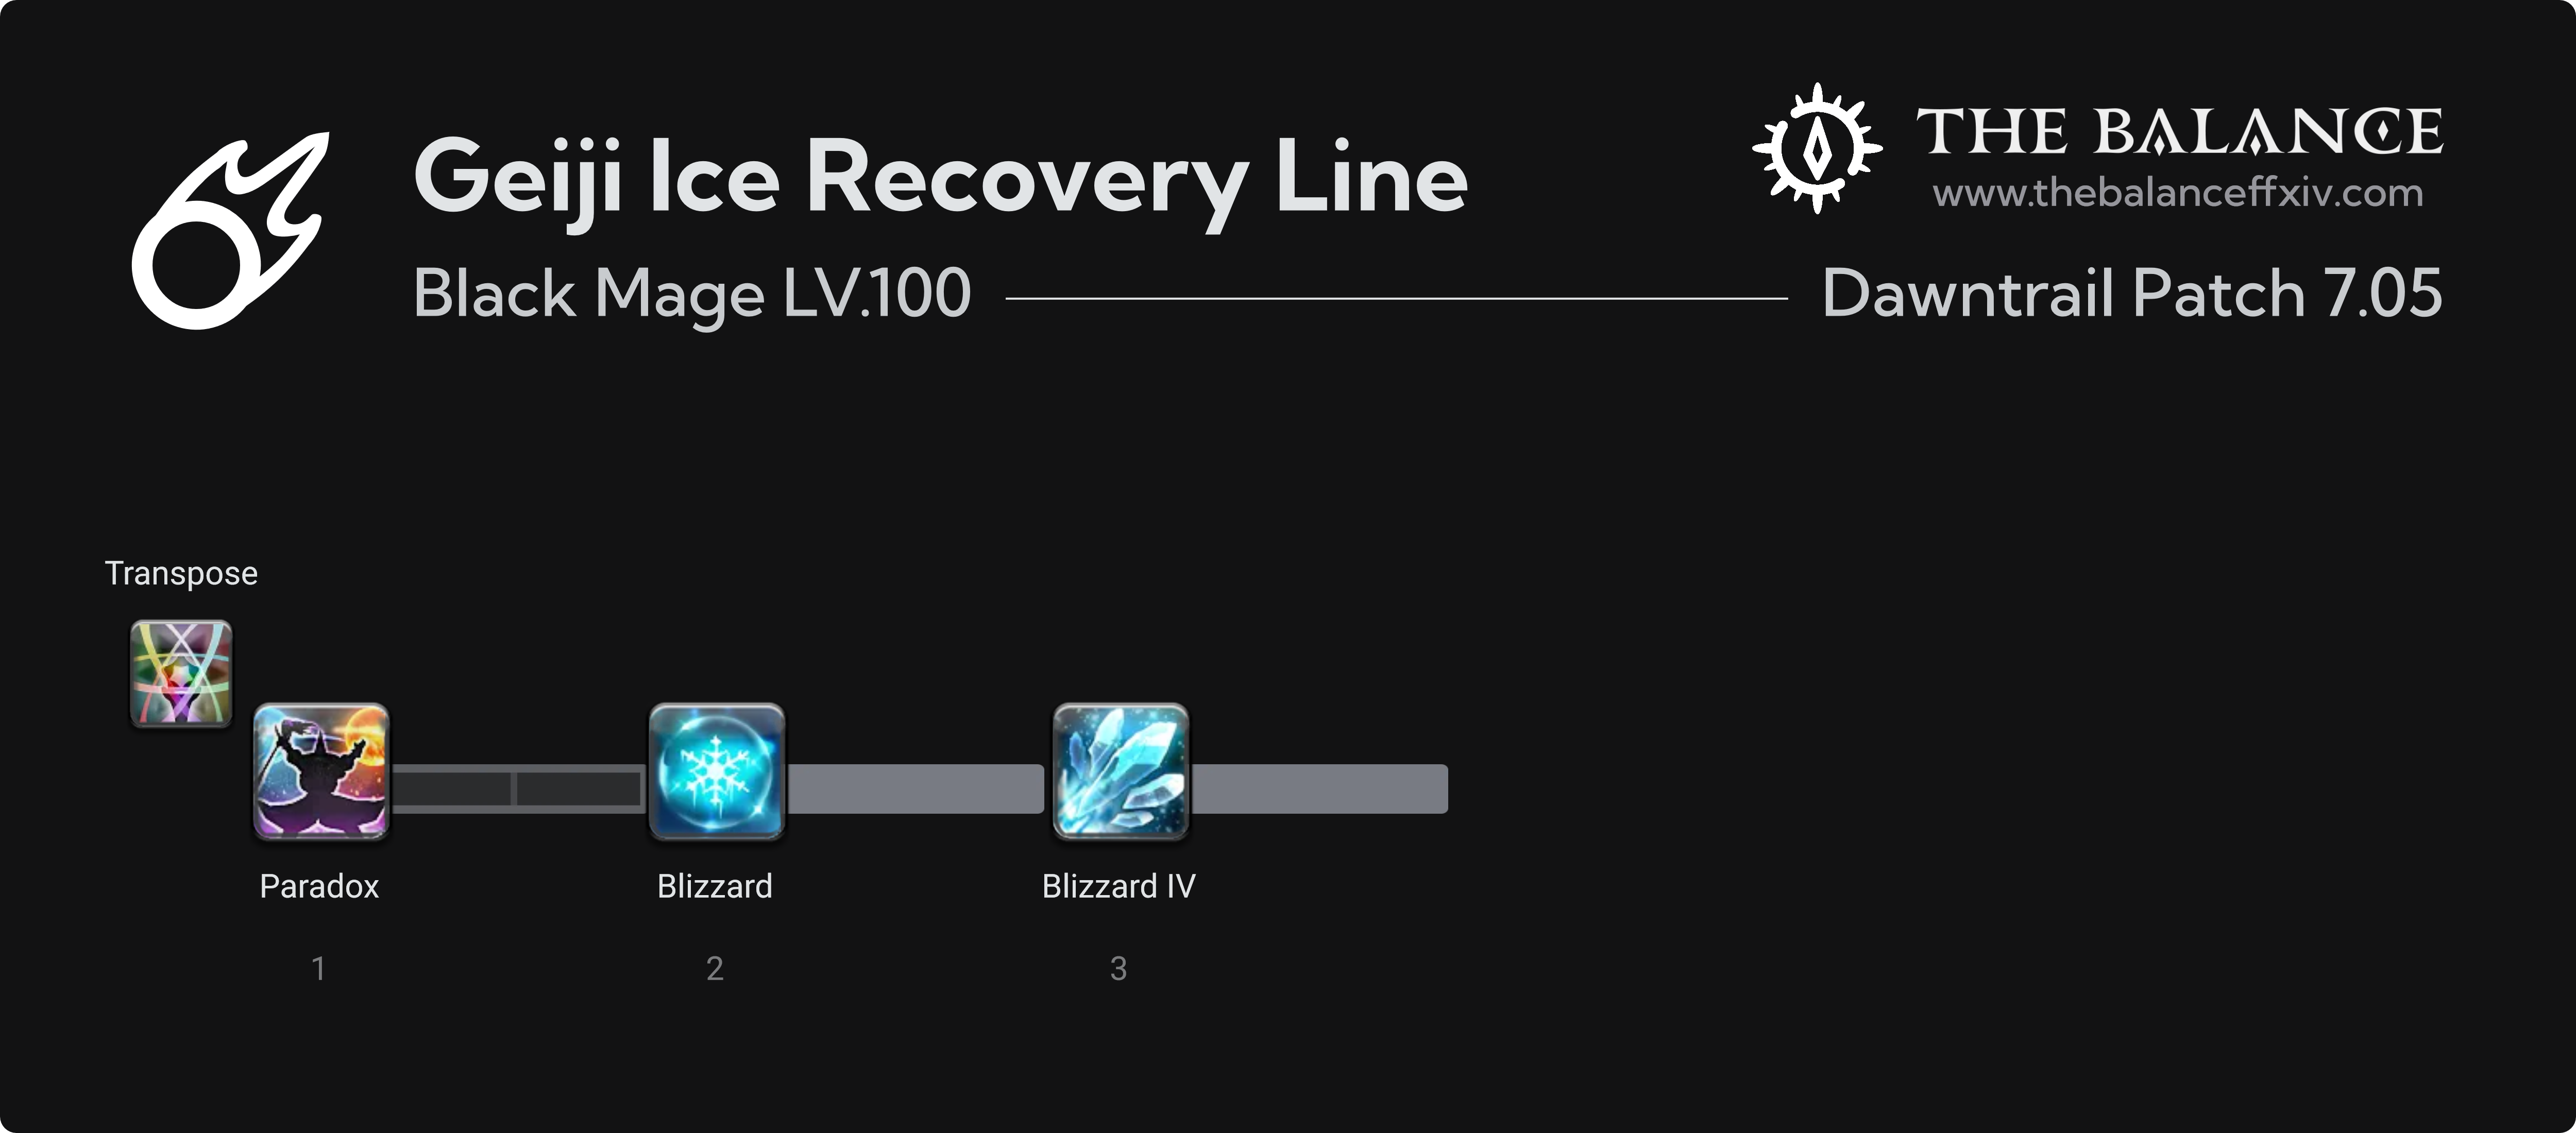 Geiji Ice Recovery Line
THE BALANCE
www.thebalanceffxiv.com
Black Mage LV.100
Dawntrail Patch 7.05
Transpose
Paradox
Blizzard
Blizzard IV
1
2
3